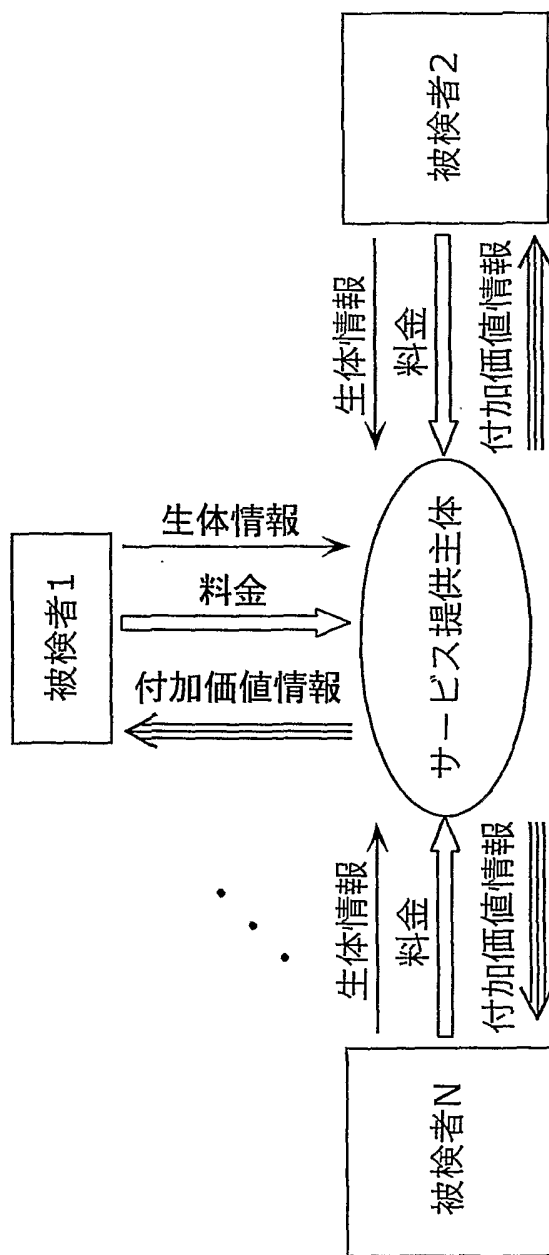 被検者1
生体情報
料金
付加価値情報
サービス提供主体
被検者2
生体情報
料金
付加価値情報
被検者N
生体情報
料金
付加価値情報